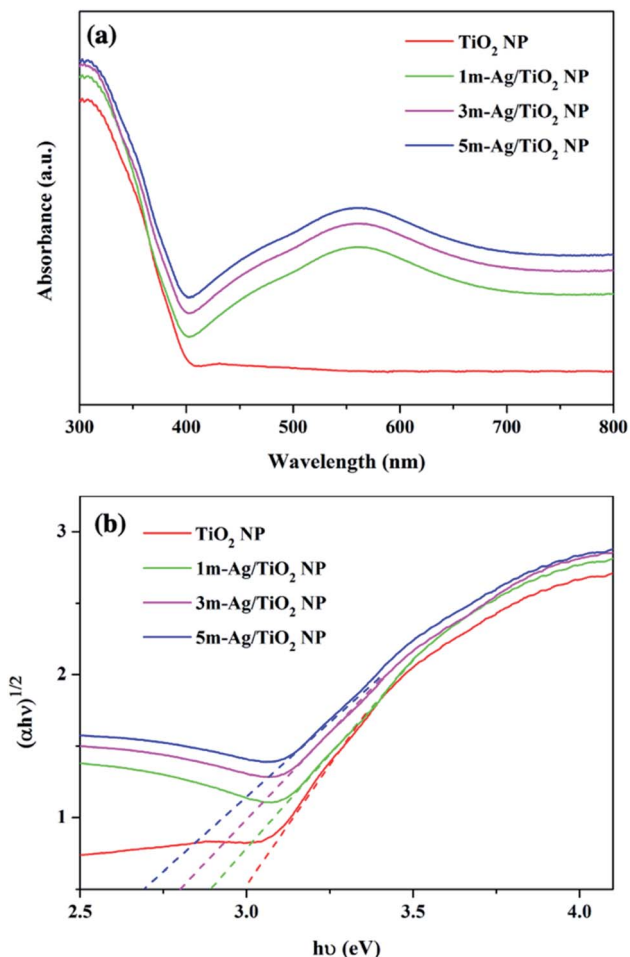 (a)
TiO₂ NP
1m-Ag/TiO₂ NP
3m-Ag/TiO₂ NP
5m-Ag/TiO₂ NP
Absorbance (a.u.)
300 400 500 600 700 800
Wavelength (nm)
(b)
TiO₂ NP
1m-Ag/TiO₂ NP
3m-Ag/TiO₂ NP
5m-Ag/TiO₂ NP
3
2
1
(αhν)¹/²
2.5 3.0 3.5 4.0
hυ (eV)